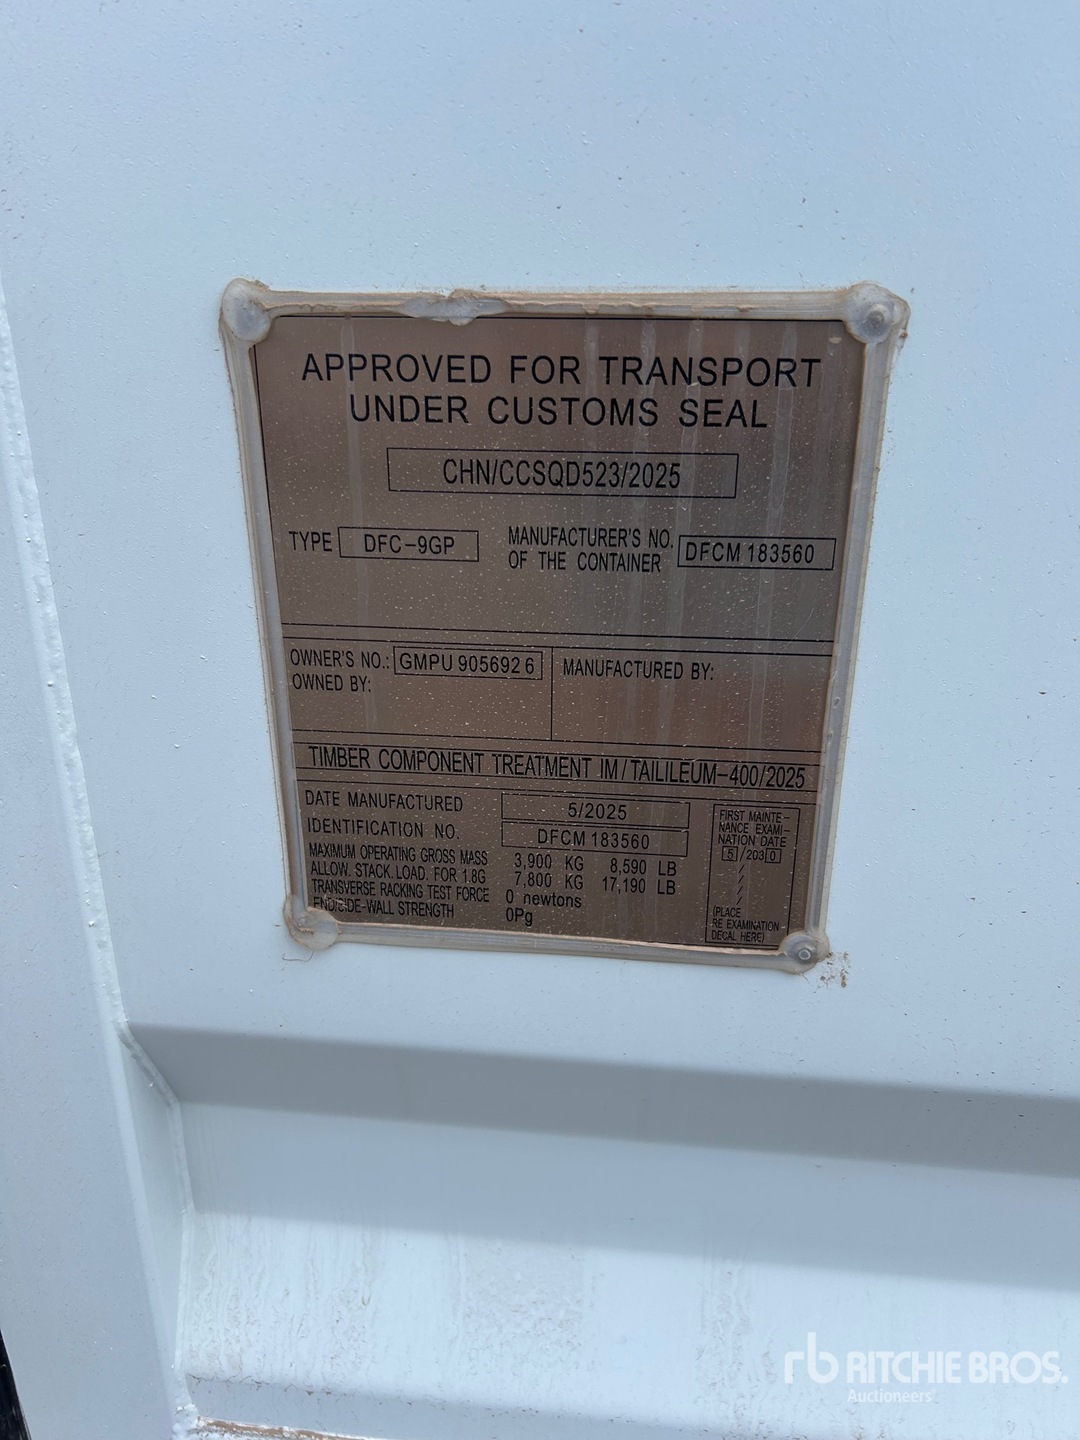 APPROVED FOR TRANSPORT
UNDER CUSTOMS SEAL
CHN/CCSQD523/2025
TYPE DFC-9GP
MANUFACTURER'S NO.
OF THE CONTAINER
DFCM 183560
OWNER'S NO.: GMPU 905692 6
OWNED BY:
MANUFACTURED BY:
TIMBER COMPONENT TREATMENT IM/TAILILEUM-400/2025
DATE MANUFACTURED 5/2025
IDENTIFICATION NO. DFCM 183560
MAXIMUM OPERATING GROSS MASS 3,900 KG 8,590 LB
ALLOW. STACK. LOAD. FOR 1.8G 7,800 KG 17,190 LB
TRANSVERSE RACKING TEST FORCE 0 newtons
END/SIDE-WALL STRENGTH 0Pg
FIRST MAINTE-
NANCE EXAMI-
NATION DATE
5/2030
/
/
/
(PLACE
RE EXAMINATION
DECAL HERE)
rb RITCHIE BROS.
Auctioneers